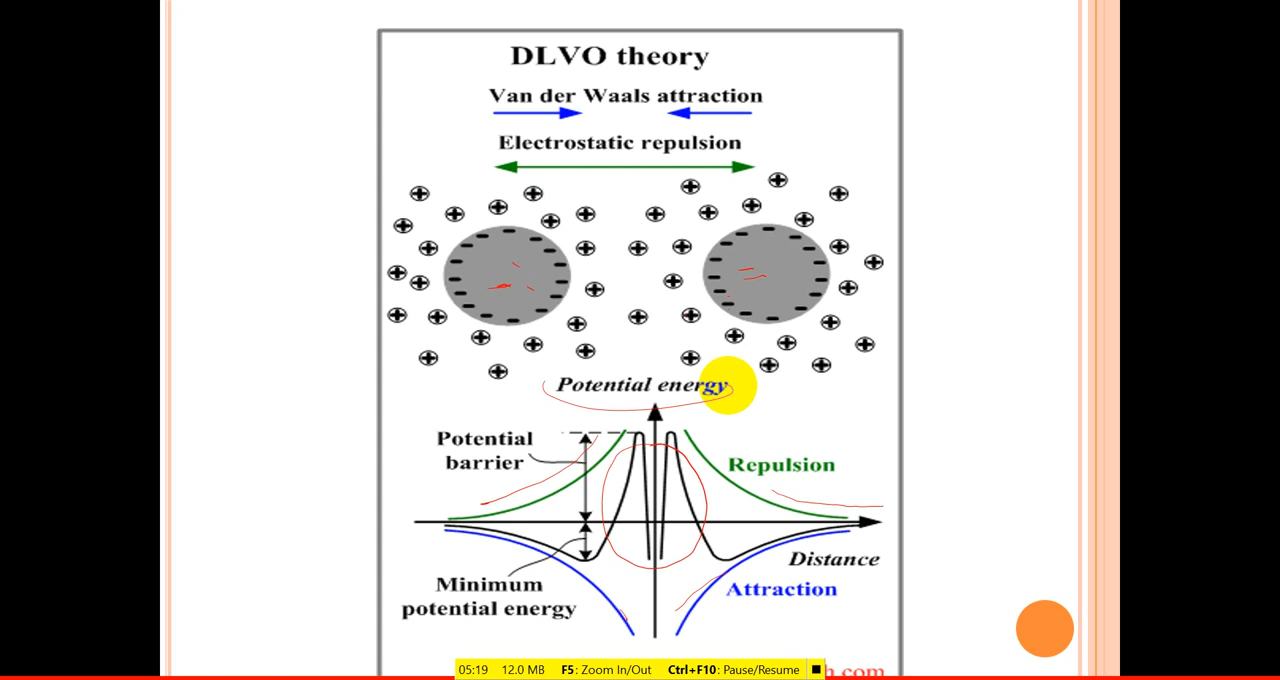 DLVO theory
Van der Waals attraction
Electrostatic repulsion
Potential energy
Potential
barrier
Repulsion
Distance
Minimum
potential energy
Attraction
05:19 12.0 MB F5: Zoom In/Out Ctrl+F10: Pause/Resume
h.com